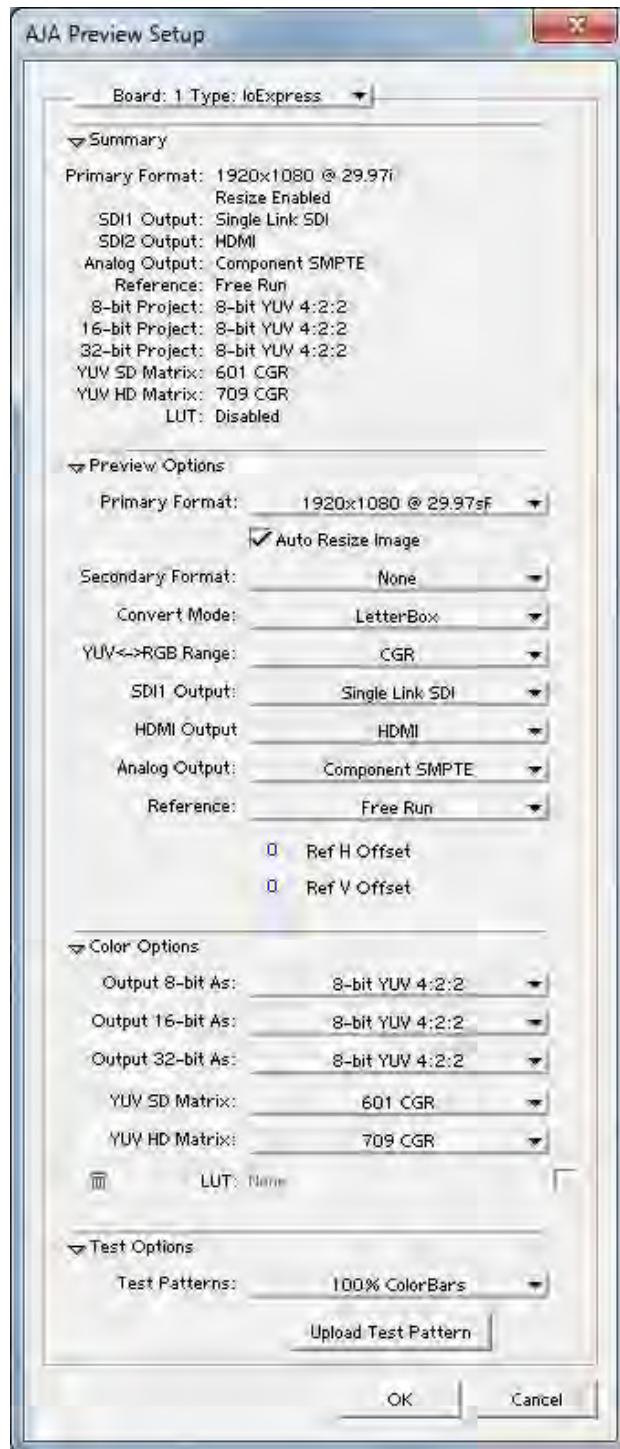 AJA Preview Setup
Board: 1 Type: IoExpress
Summary
Primary Format: 1920x1080 @ 29.97i
Resize Enabled
SDI1 Output: Single Link SDI
SDI2 Output: HDMI
Analog Output: Component SMPTE
Reference: Free Run
8-bit Project: 8-bit YUV 4:2:2
16-bit Project: 8-bit YUV 4:2:2
32-bit Project: 8-bit YUV 4:2:2
YUV SD Matrix: 601 CGR
YUV HD Matrix: 709 CGR
LUT: Disabled
Preview Options
Primary Format: 1920x1080 @ 29.97sF
Auto Resize Image
Secondary Format: None
Convert Mode: LetterBox
YUV<->RGB Range: CGR
SDI1 Output: Single Link SDI
HDMI Output HDMI
Analog Output: Component SMPTE
Reference: Free Run
0 Ref H Offset
0 Ref V Offset
Color Options
Output 8-bit As: 8-bit YUV 4:2:2
Output 16-bit As: 8-bit YUV 4:2:2
Output 32-bit As: 8-bit YUV 4:2:2
YUV SD Matrix: 601 CGR
YUV HD Matrix: 709 CGR
LUT: None
Test Options
Test Patterns: 100% ColorBars
Upload Test Pattern
OK Cancel